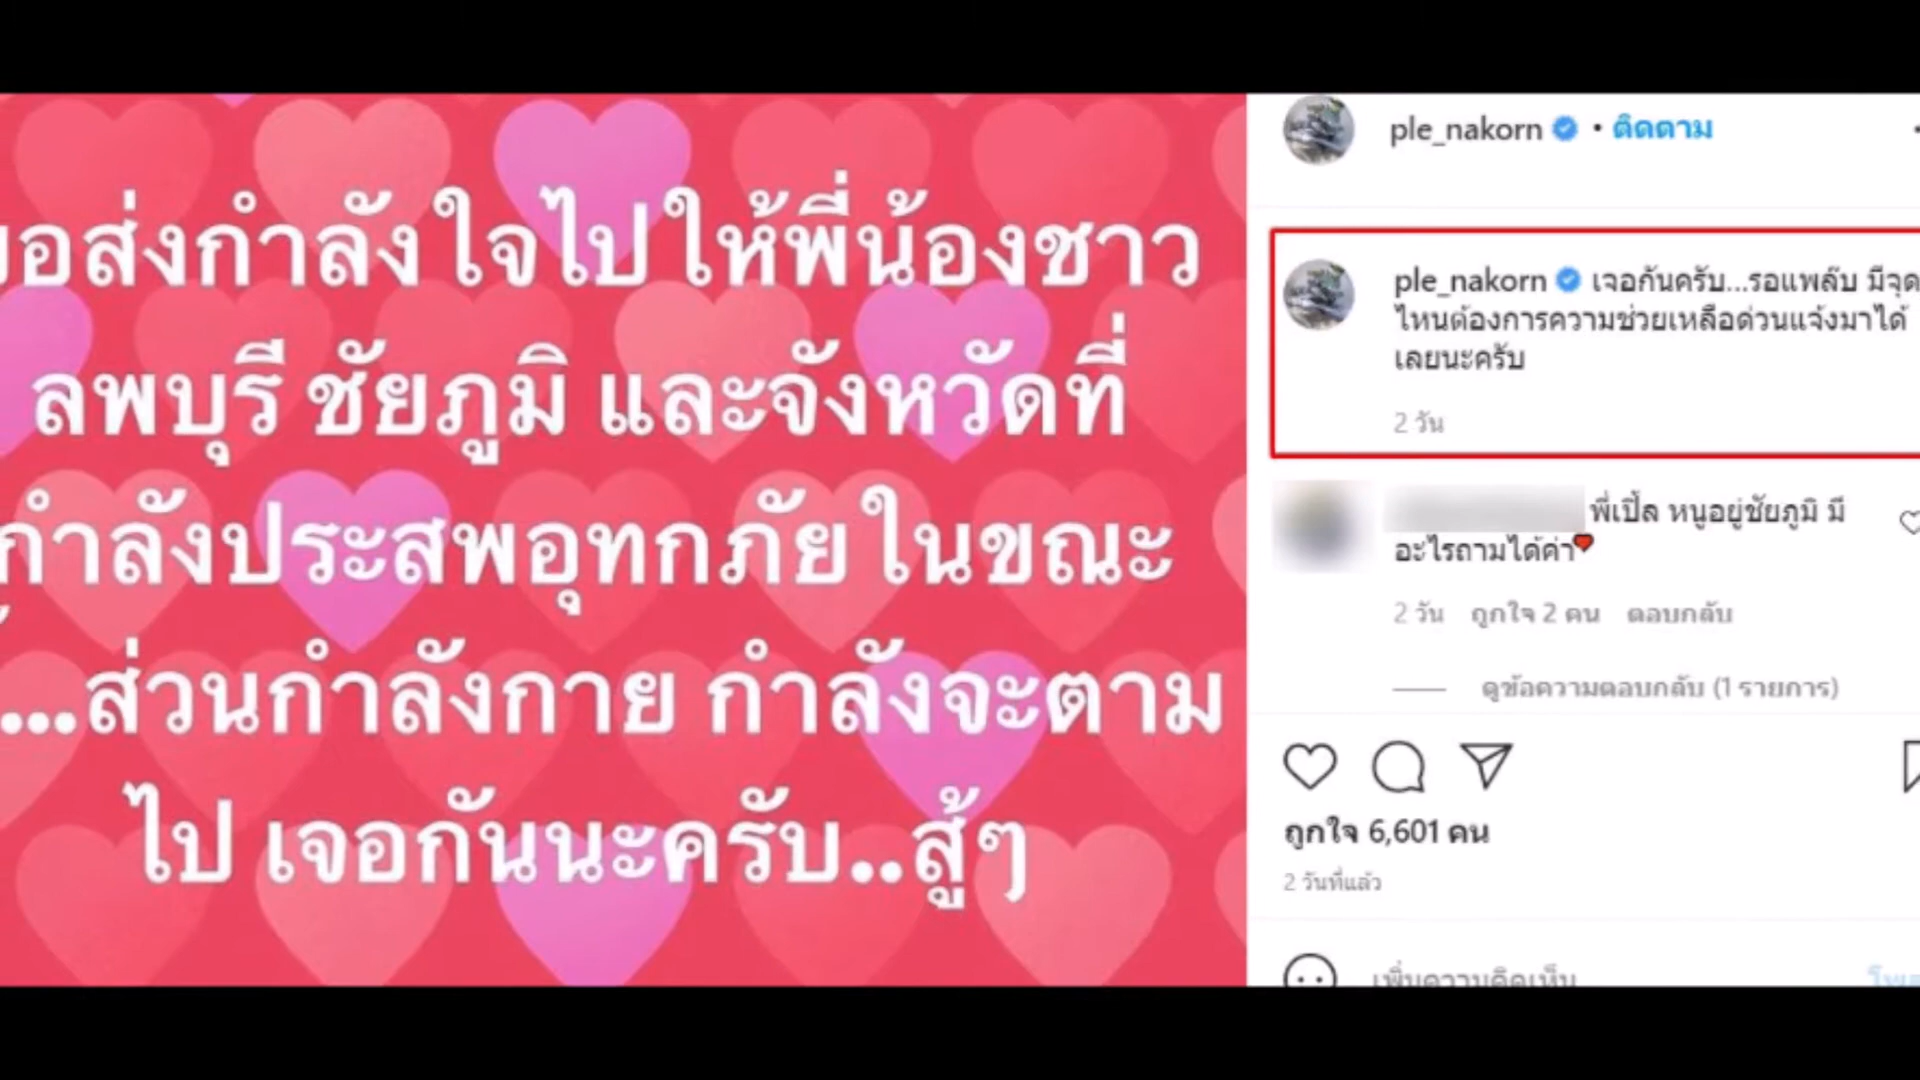 ส่งกำลังใจไปให้พี่น้องชาว
ลพบุรี ชัยภูมิ และจังหวัดที่
กำลังประสพอุทกภัยในขณะ
...ส่วนกำลังกาย กำลังจะตาม
ไป เจอกันนะครับ..สู้ๆ
ple_nakorn • ติดตาม
ple_nakorn เจอกันครับ...รอแพล๊บ มีจุด
ไหนต้องการความช่วยเหลือด่วนแจ้งมาได้
เลยนะครับ
2 วัน
พี่เปิ้ล หนูอยู่ชัยภูมิ มี
อะไรถามได้ค่า
2 วัน ถูกใจ 2 คน ตอบกลับ
ดูข้อความตอบกลับ (1 รายการ)
ถูกใจ 6,601 คน
2 วันที่แล้ว
เพิ่มความคิดเห็น